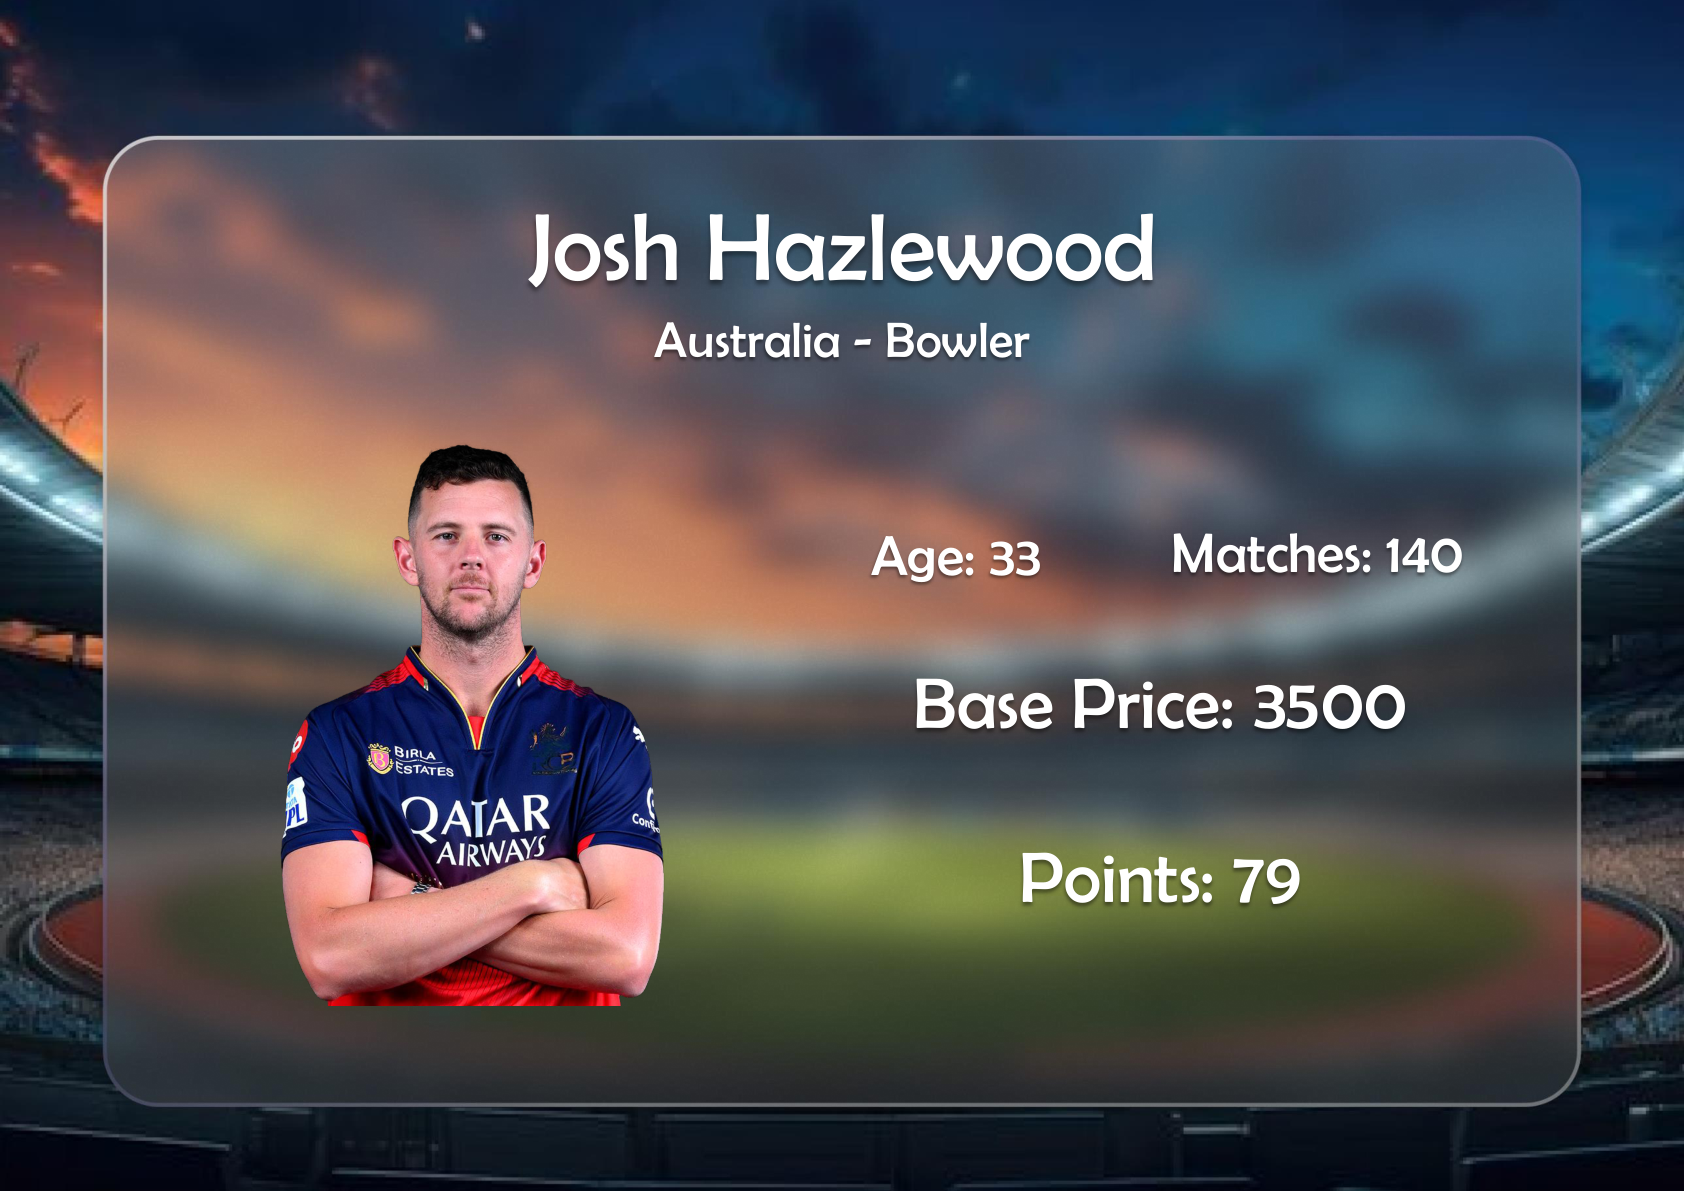 Josh Hazlewood
Australia - Bowler
Age: 33
Matches: 140
Base Price: 3500
Points: 79
BIRLA
ESTATES
QATAR
AIRWAYS